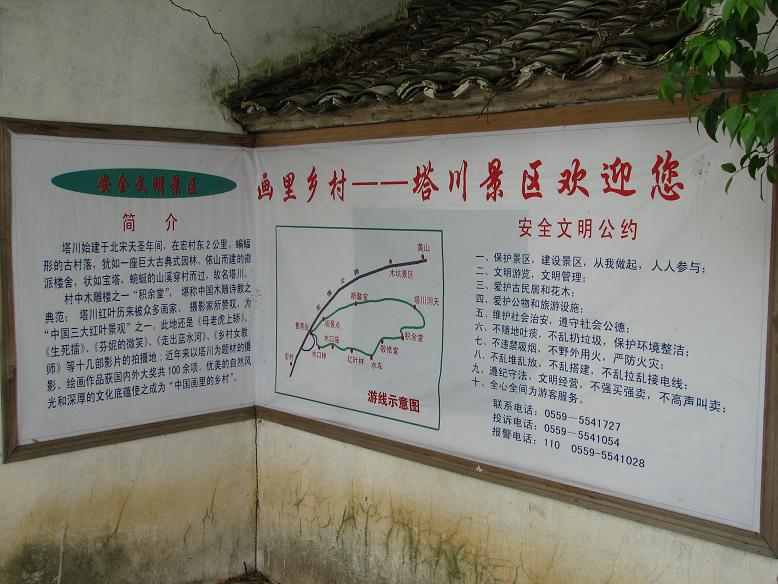 安全文明景区
简 介
塔川始建于北宋天圣年间，在宏村东2公里，蝙蝠
形的古村落，犹如一座巨大古典式园林，依山而建的徽
派楼舍，状如宝塔，蜿蜒的山溪穿村而过，故名塔川，
村中木雕楼之一“积余堂”，堪称中国木雕诗教之
典范；塔川红叶历来被众多画家、摄影家所赞叹，为
“中国三大红叶景观”之一，此地还是《母老虎上轿》、
《生死擂》、《芬妮的微笑》、《走出蓝水河》、《乡村女教
师》等十几部影片的拍摄地；近年来以塔川为题材的摄
影、绘画作品获国内外大奖共100余项，优美的自然风
光和深厚的文化底蕴使之成为“中国画里的乡村”。
画里乡村——塔川景区欢迎您
黄山
木坑景区
塔川洞天
斯馨家
售票处
观景点
水口庙
水口林
红叶林
水车
敬修堂
积余堂
宏村
游线示意图
安全文明公约
一、保护景区，建设景区，从我做起，人人参与；
二、文明游览，文明管理；
三、爱护古民居和花木；
四、爱护公物和旅游设施；
五、维护社会治安，遵守社会公德；
六、不随地吐痰，不乱扔垃圾，保护环境整洁；
七、不违禁吸烟，不野外用火，严防火灾；
八、不乱堆乱放，不乱搭建，不乱拉乱接电线；
九、遵纪守法，文明经营，不强买强卖，不高声叫卖；
十、全心全间为游客服务。
联系电话：0559－5541727
投诉电话：0559－5541054
报警电话：110 0559-5541028